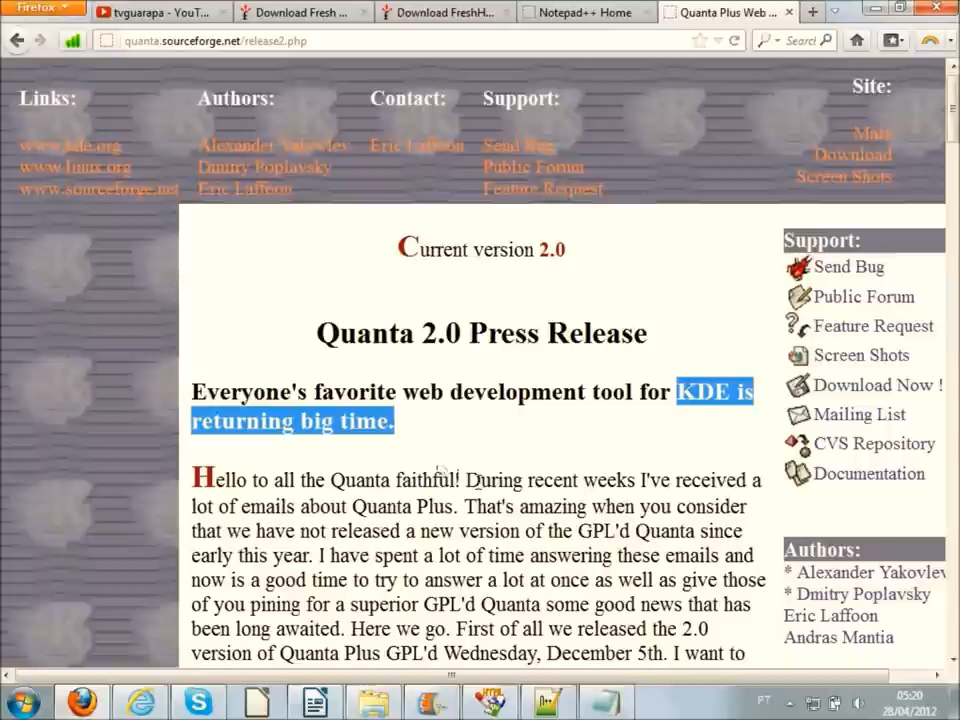 Firefox
tvguarapa - YouT...
Download Fresh ...
Download FreshH...
Notepad++ Home
Quanta Plus Web ...
quanta.sourceforge.net/release2.php
Search
Links:
Authors:
Contact:
Support:
Site:
www.kde.org
Alexander Yakovlev
Eric Laffoon
Send Bug
Main
www.linux.org
Dmitry Poplavsky
Public Forum
Download
www.sourceforge.net
Eric Laffoon
Feature Request
Screen Shots
Current version 2.0
Quanta 2.0 Press Release
Everyone's favorite web development tool for KDE is
returning big time.
Hello to all the Quanta faithful! During recent weeks I've received a
lot of emails about Quanta Plus. That's amazing when you consider
that we have not released a new version of the GPL'd Quanta since
early this year. I have spent a lot of time answering these emails and
now is a good time to try to answer a lot at once as well as give those
of you pining for a superior GPL'd Quanta some good news that has
been long awaited. Here we go. First of all we released the 2.0
version of Quanta Plus GPL'd Wednesday, December 5th. I want to
Support:
Send Bug
Public Forum
Feature Request
Screen Shots
Download Now !
Mailing List
CVS Repository
Documentation
Authors:
* Alexander Yakovlev
* Dmitry Poplavsky
Eric Laffoon
Andras Mantia
PT
05:20
28/04/2012